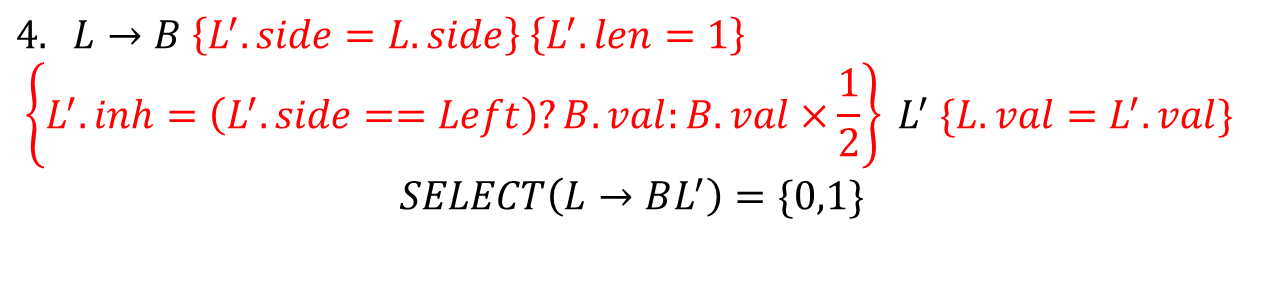 4. L → B {L′.side = L.side} {L′.len = 1}
{L′.inh = (L′.side == Left)? B.val: B.val × 1/2} L′ {L.val = L′.val}
SELECT(L → BL′) = {0,1}